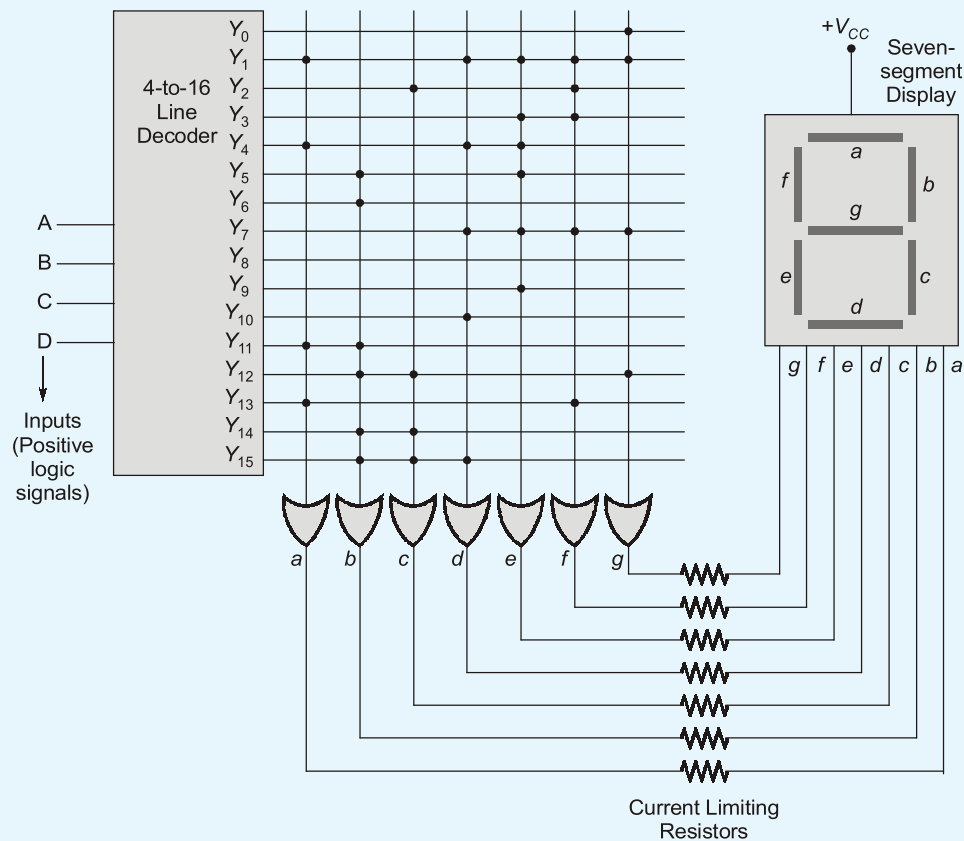 4-to-16
Line
Decoder
Y0
Y1
Y2
Y3
Y4
Y5
Y6
Y7
Y8
Y9
Y10
Y11
Y12
Y13
Y14
Y15
A
B
C
D
Inputs
(Positive
logic
signals)
a
b
c
d
e
f
g
+VCC
Seven-
segment
Display
a
f
b
g
e
c
d
g f e d c b a
Current Limiting
Resistors